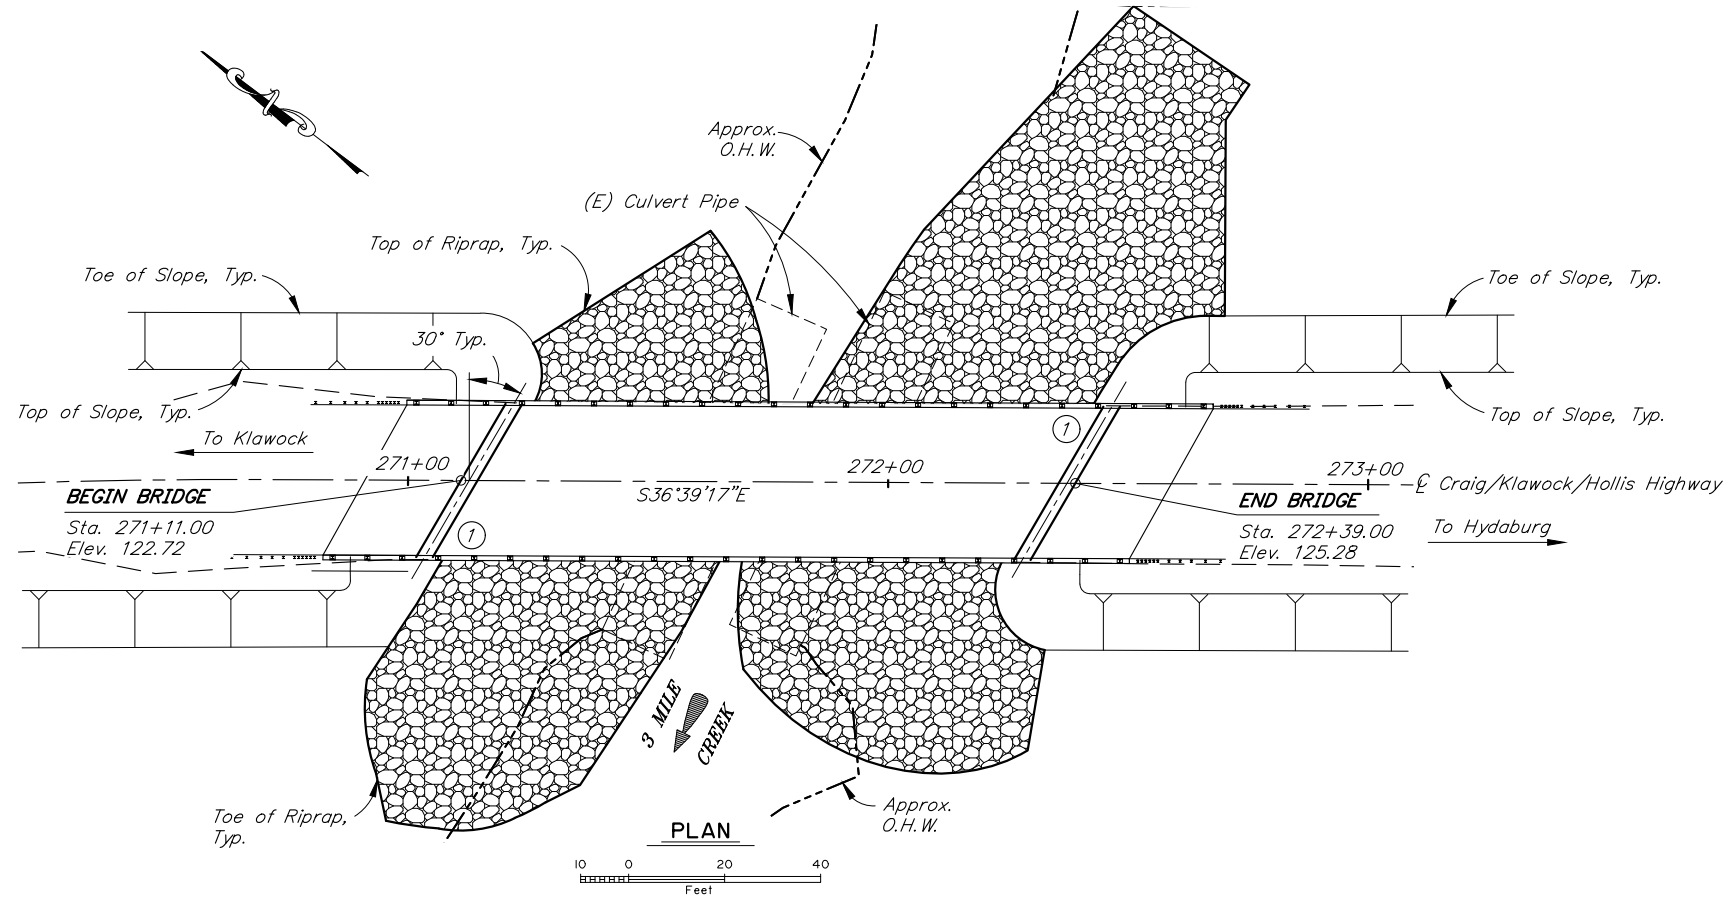 Approx.
O.H.W.
(E) Culvert Pipe
Top of Riprap, Typ.
Toe of Slope, Typ.
Toe of Slope, Typ.
30° Typ.
Top of Slope, Typ.
Top of Slope, Typ.
1
To Klawock
271+00
272+00
273+00
℄ Craig/Klawock/Hollis Highway
S36°39'17"E
BEGIN BRIDGE
Sta. 271+11.00
Elev. 122.72
END BRIDGE
Sta. 272+39.00
Elev. 125.28
To Hydaburg
1
3 MILE
CREEK
Toe of Riprap,
Typ.
Approx.
O.H.W.
PLAN
10 0 20 40
Feet